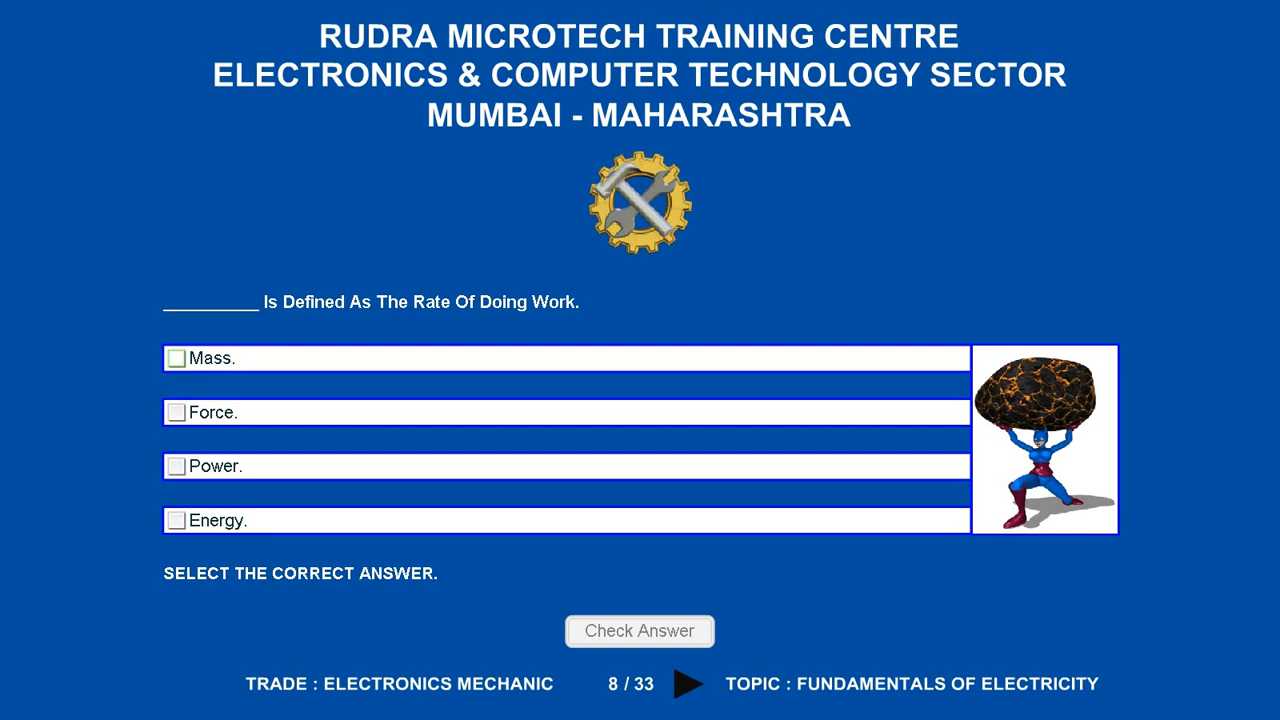 RUDRA MICROTECH TRAINING CENTRE
ELECTRONICS & COMPUTER TECHNOLOGY SECTOR
MUMBAI - MAHARASHTRA
__________ Is Defined As The Rate Of Doing Work.
Mass.
Force.
Power.
Energy.
SELECT THE CORRECT ANSWER.
Check Answer
TRADE : ELECTRONICS MECHANIC 8 / 33 TOPIC : FUNDAMENTALS OF ELECTRICITY